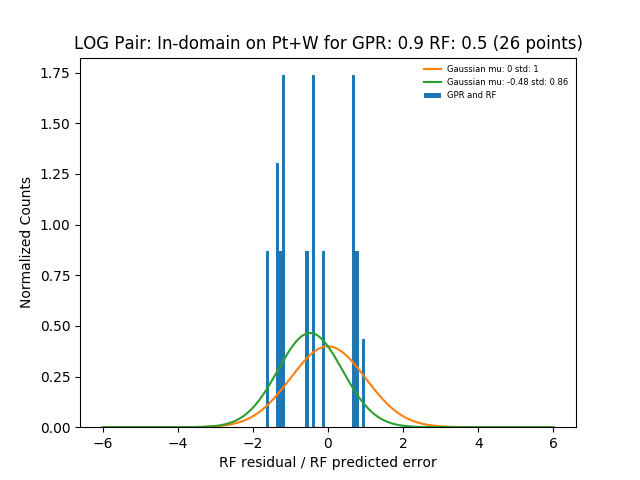 LOG Pair: In-domain on Pt+W for GPR: 0.9 RF: 0.5 (26 points)
Gaussian mu: 0 std: 1
Gaussian mu: -0.48 std: 0.86
GPR and RF
Normalized Counts
1.75
1.50
1.25
1.00
0.75
0.50
0.25
0.00
−6 −4 −2 0 2 4 6
RF residual / RF predicted error